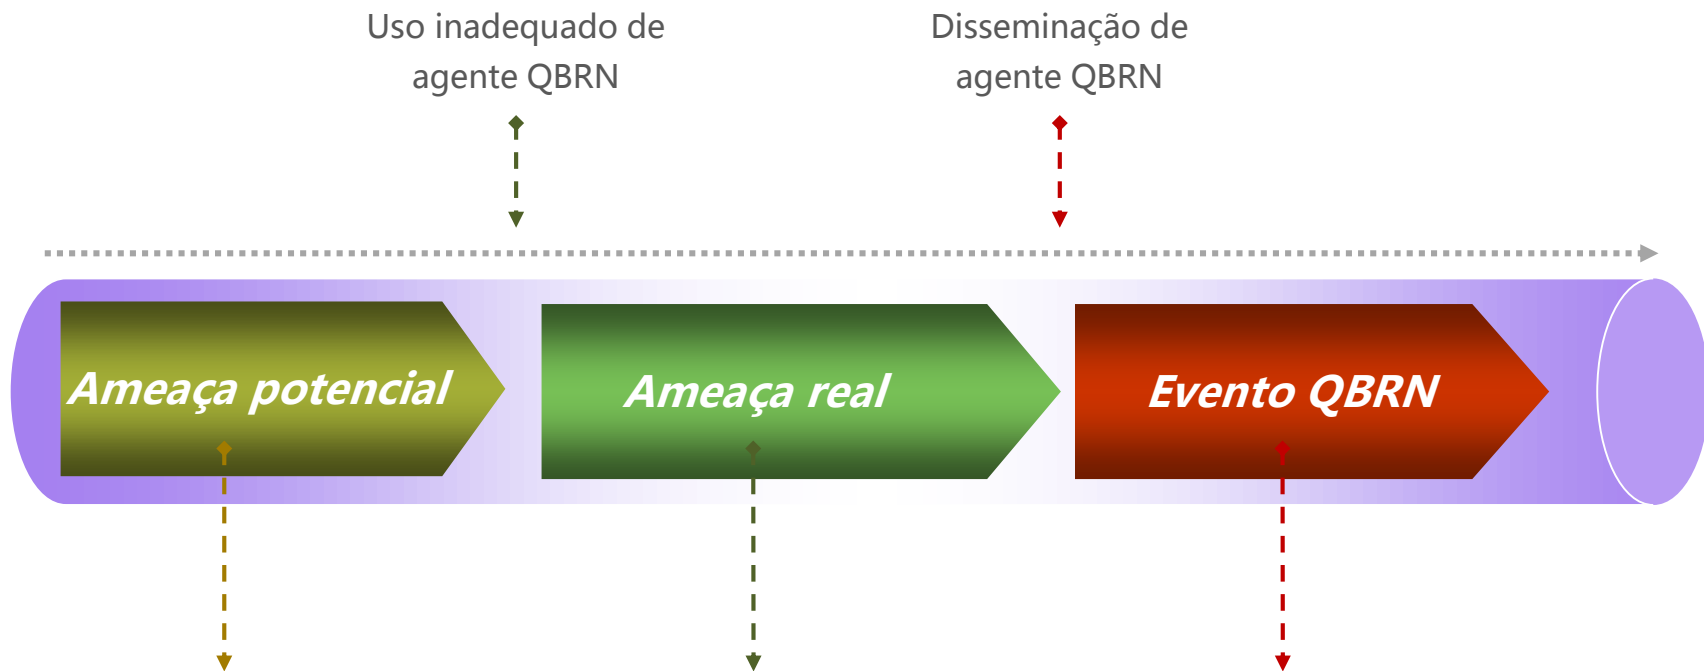 Uso inadequado de
agente QBRN
Disseminação de
agente QBRN
Ameaça potencial
Ameaça real
Evento QBRN